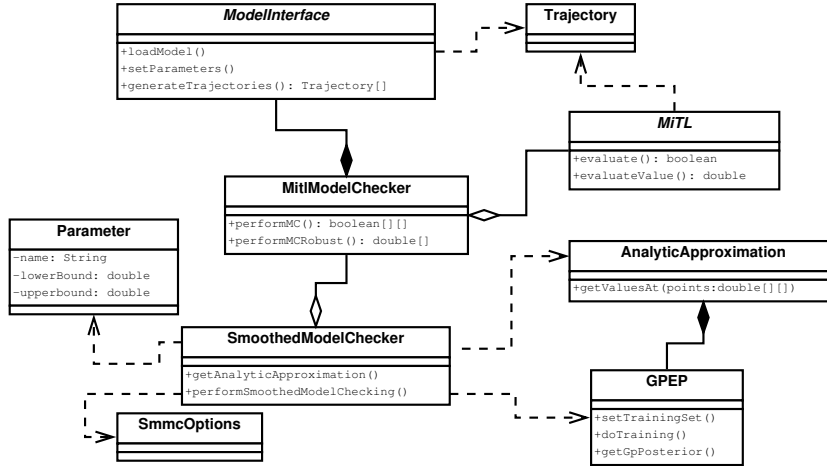 ModelInterface
+loadModel()
+setParameters()
+generateTrajectories(): Trajectory[]
Trajectory
MiTL
+evaluate(): boolean
+evaluateValue(): double
MitlModelChecker
+performMC(): boolean[][]
+performMCRobust(): double[]
Parameter
-name: String
-lowerBound: double
-upperbound: double
AnalyticApproximation
+getValuesAt(points:double[][])
SmoothedModelChecker
+getAnalyticApproximation()
+performSmoothedModelChecking()
GPEP
+setTrainingSet()
+doTraining()
+getGpPosterior()
SmmcOptions